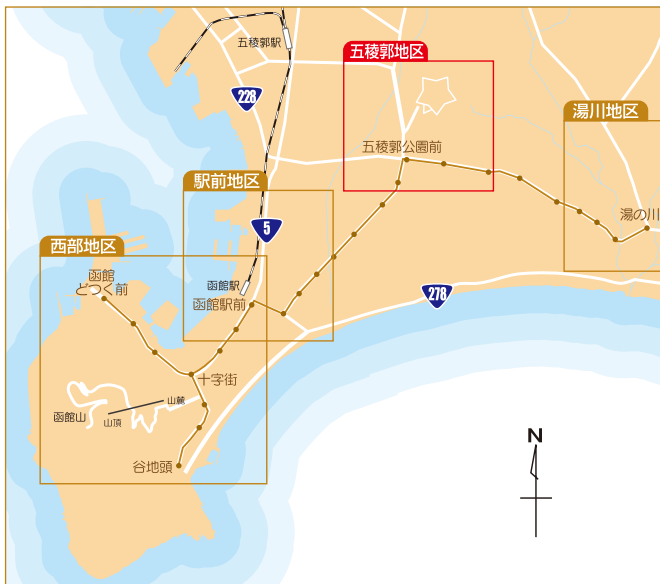 五稜郭駅
五稜郭地区
228
湯川地区
五稜郭公園前
駅前地区
湯の川
5
西部地区
函館
どつく前
函館駅
函館駅前
278
十字街
山麓
函館山
山頂
谷地頭
N